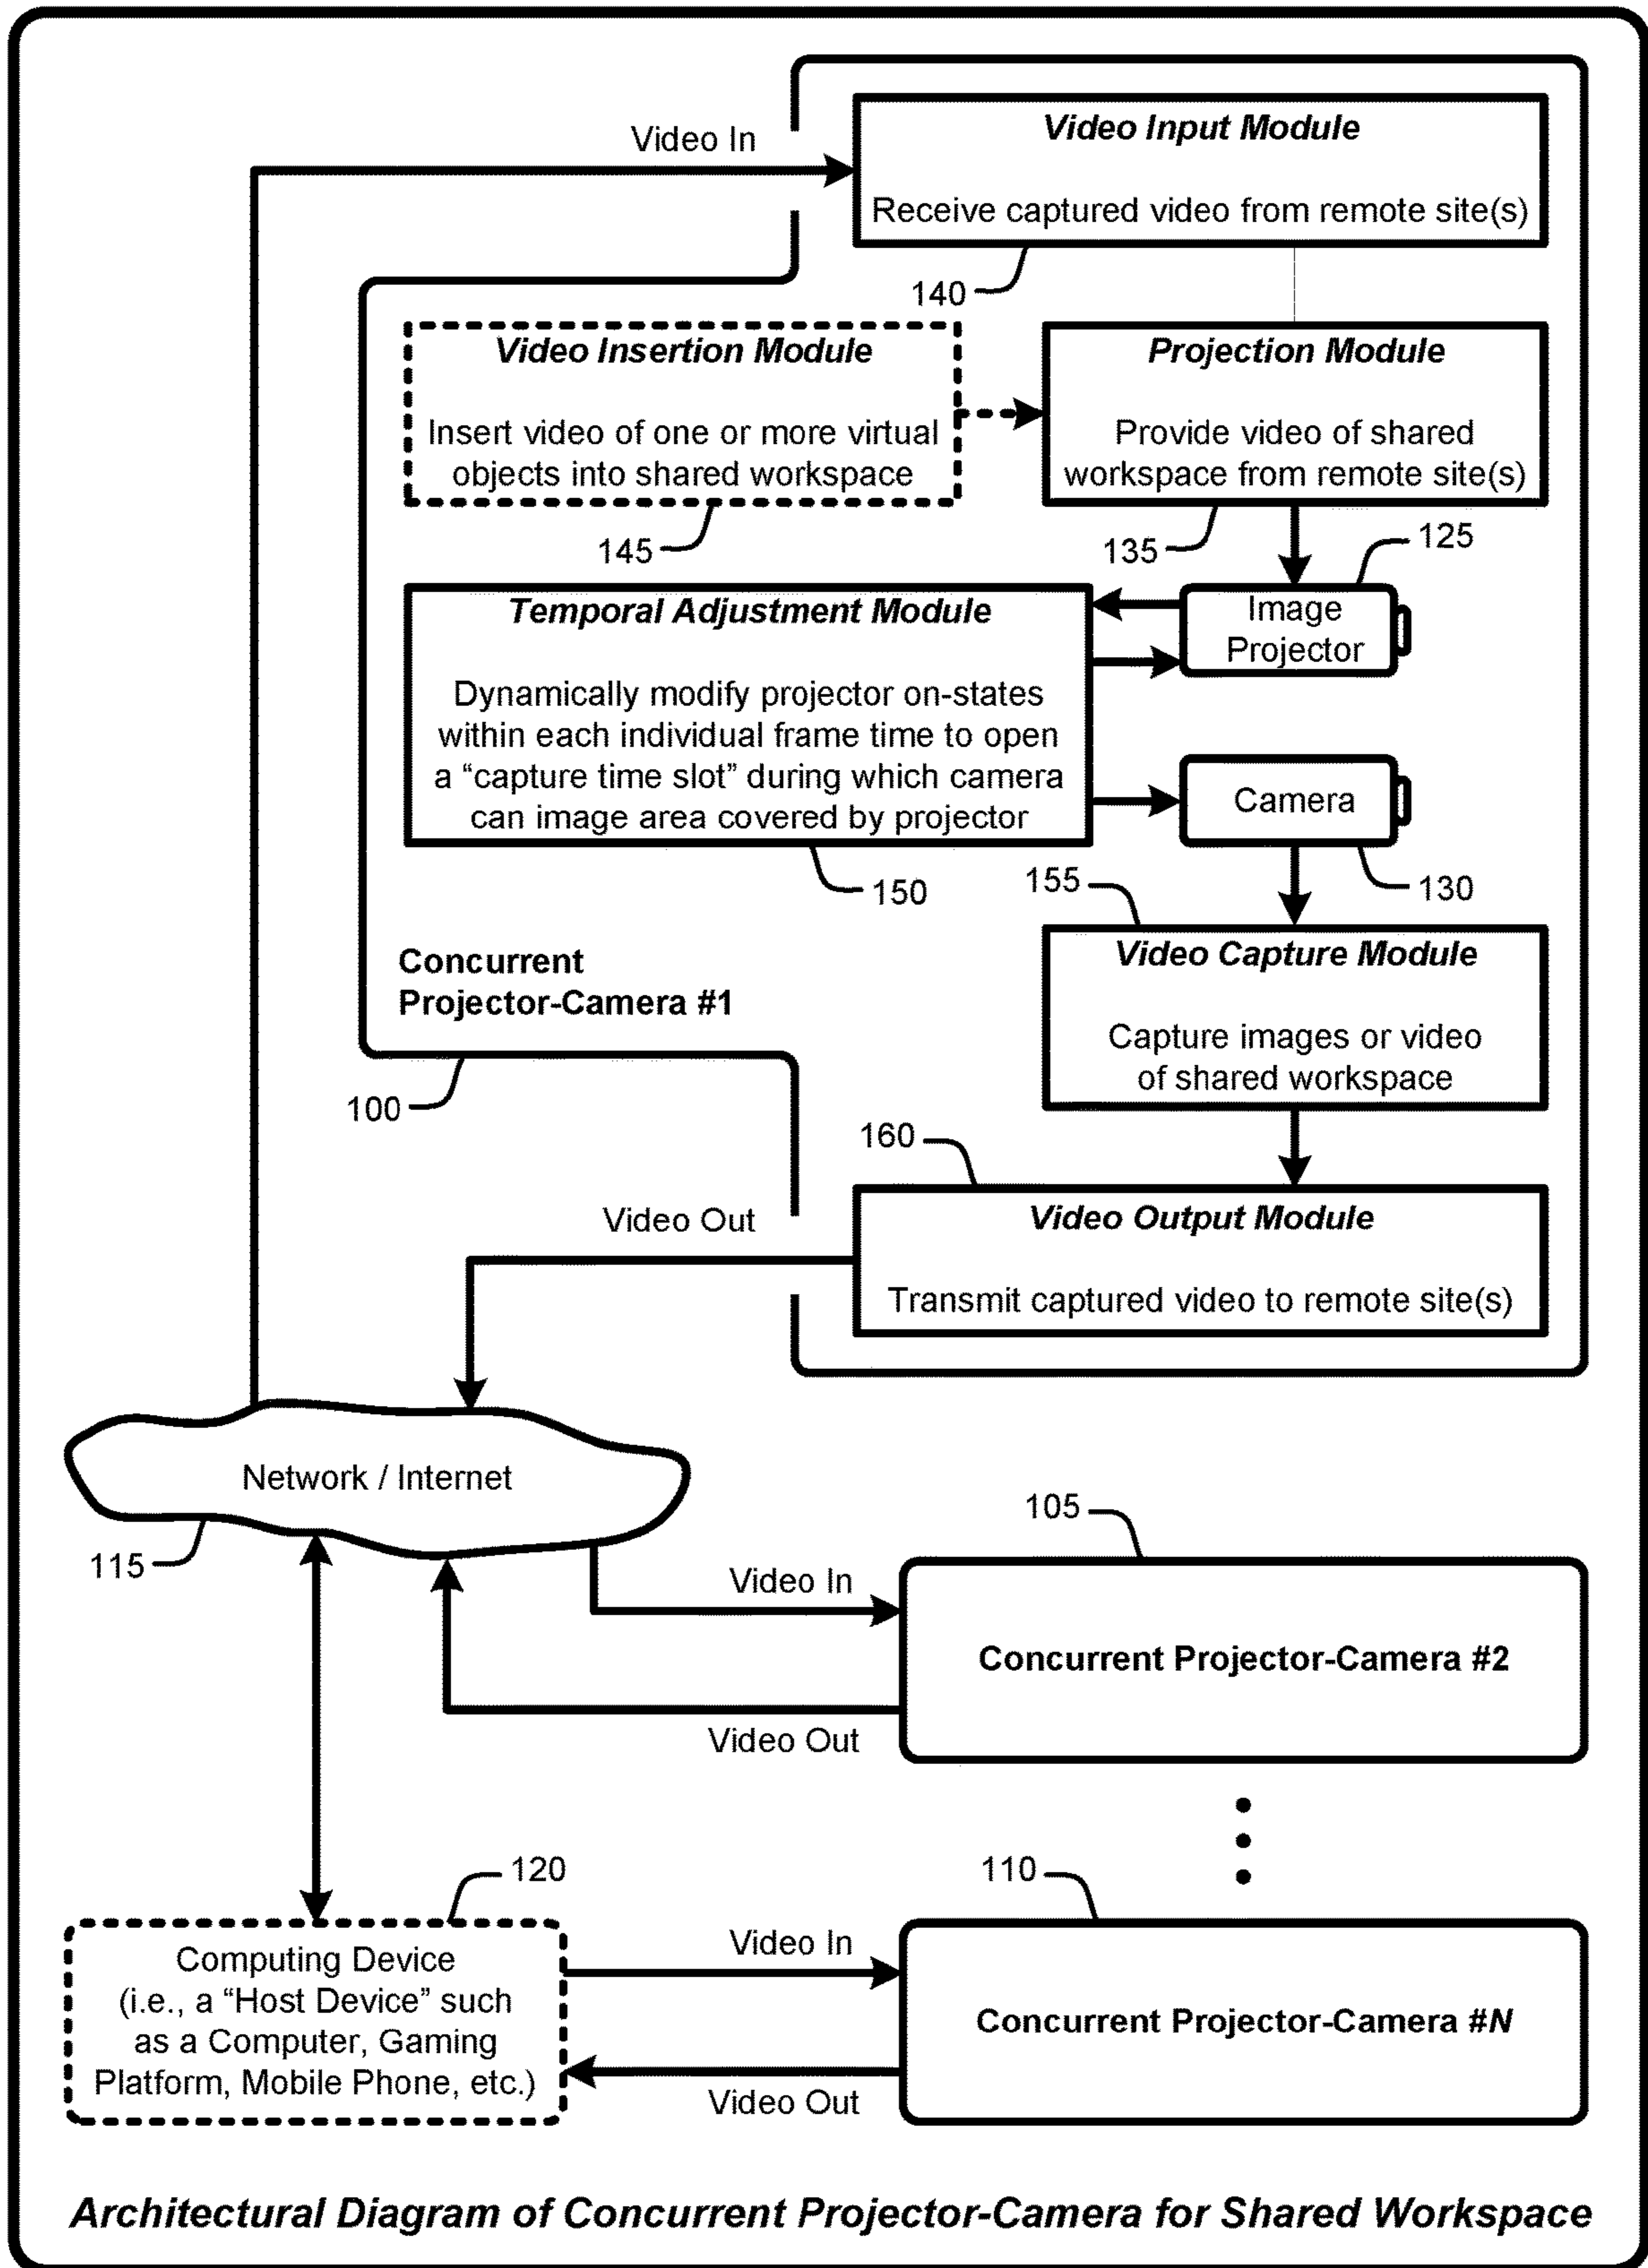 Video In
Video Input Module
Receive captured video from remote site(s)
140
Video Insertion Module
Insert video of one or more virtual
objects into shared workspace
145
Projection Module
Provide video of shared
workspace from remote site(s)
135
125
Image
Projector
Temporal Adjustment Module
Dynamically modify projector on-states
within each individual frame time to open
a “capture time slot” during which camera
can image area covered by projector
150
Camera
130
155
Video Capture Module
Capture images or video
of shared workspace
Concurrent
Projector-Camera #1
100
160
Video Output Module
Transmit captured video to remote site(s)
Video Out
Network / Internet
115
105
Video In
Concurrent Projector-Camera #2
Video Out
120
110
Computing Device
(i.e., a “Host Device” such
as a Computer, Gaming
Platform, Mobile Phone, etc.)
Video In
Concurrent Projector-Camera #N
Video Out
Architectural Diagram of Concurrent Projector-Camera for Shared Workspace